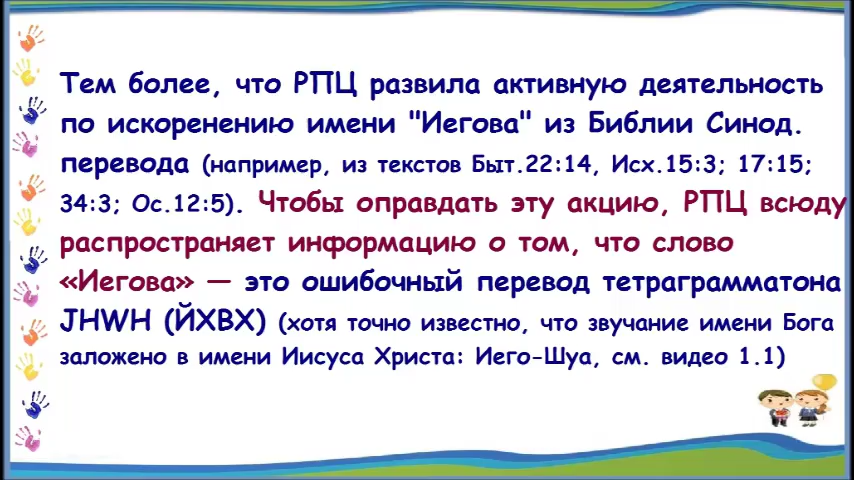 Тем более, что РПЦ развила активную деятельность
по искоренению имени "Иегова" из Библии Синод.
перевода (например, из текстов Быт.22:14, Исх.15:3; 17:15;
34:3; Ос.12:5). Чтобы оправдать эту акцию, РПЦ всюду
распространяет информацию о том, что слово
«Иегова» — это ошибочный перевод тетраграмматона
JHWH (ЙХВХ) (хотя точно известно, что звучание имени Бога
заложено в имени Иисуса Христа: Иего-Шуа, см. видео 1.1)